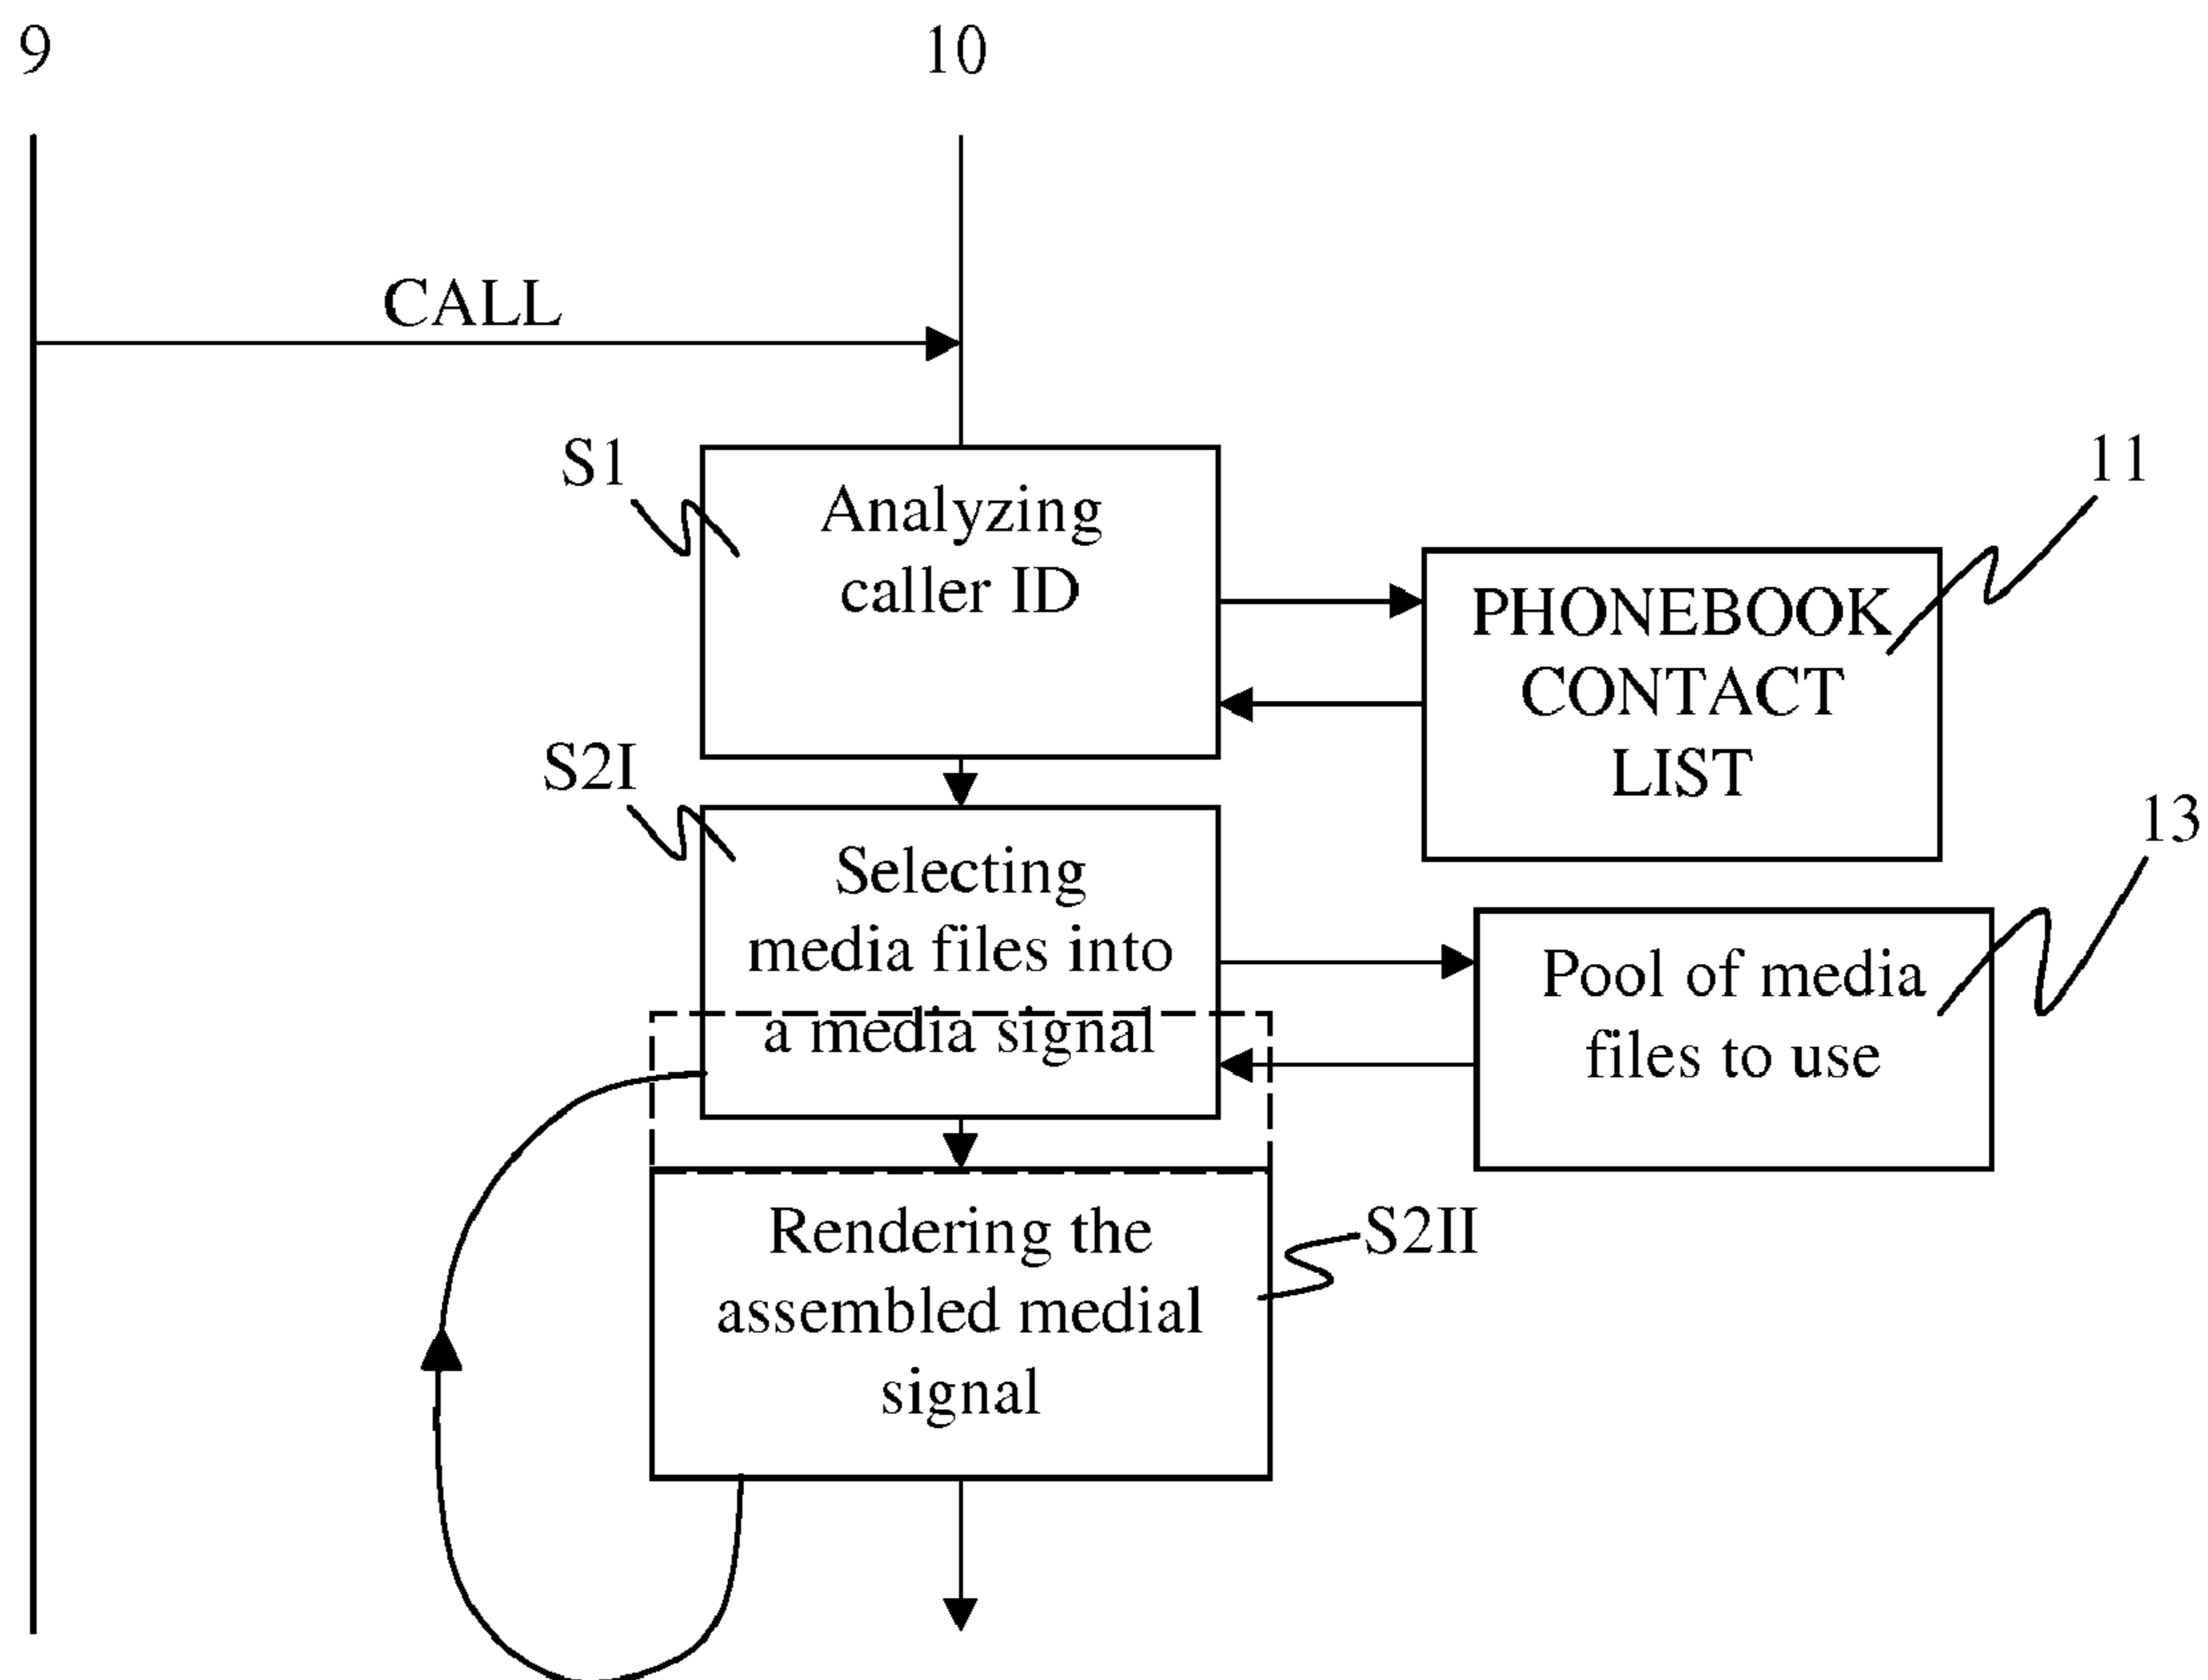 9
10
CALL
S1
Analyzing
caller ID
11
PHONEBOOK
CONTACT
LIST
S2I
Selecting
media files into
a media signal
13
Pool of media
files to use
Rendering the
assembled medial
signal
S2II